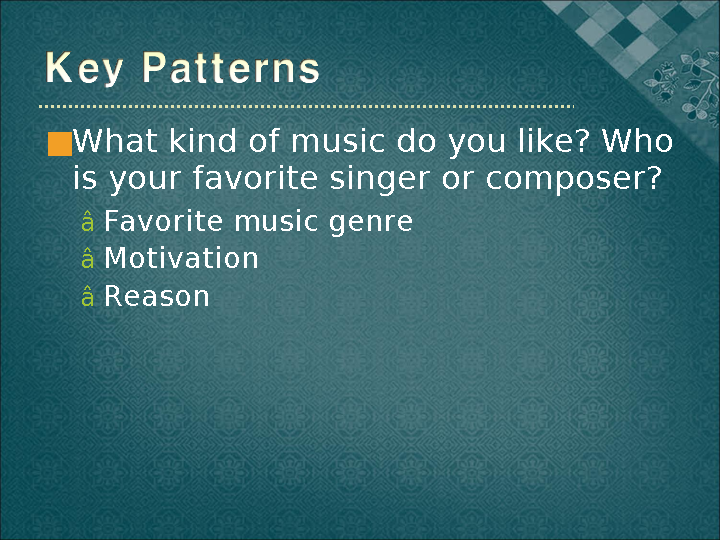 Key Patterns
■What kind of music do you like? Who
is your favorite singer or composer?
â Favorite music genre
â Motivation
â Reason